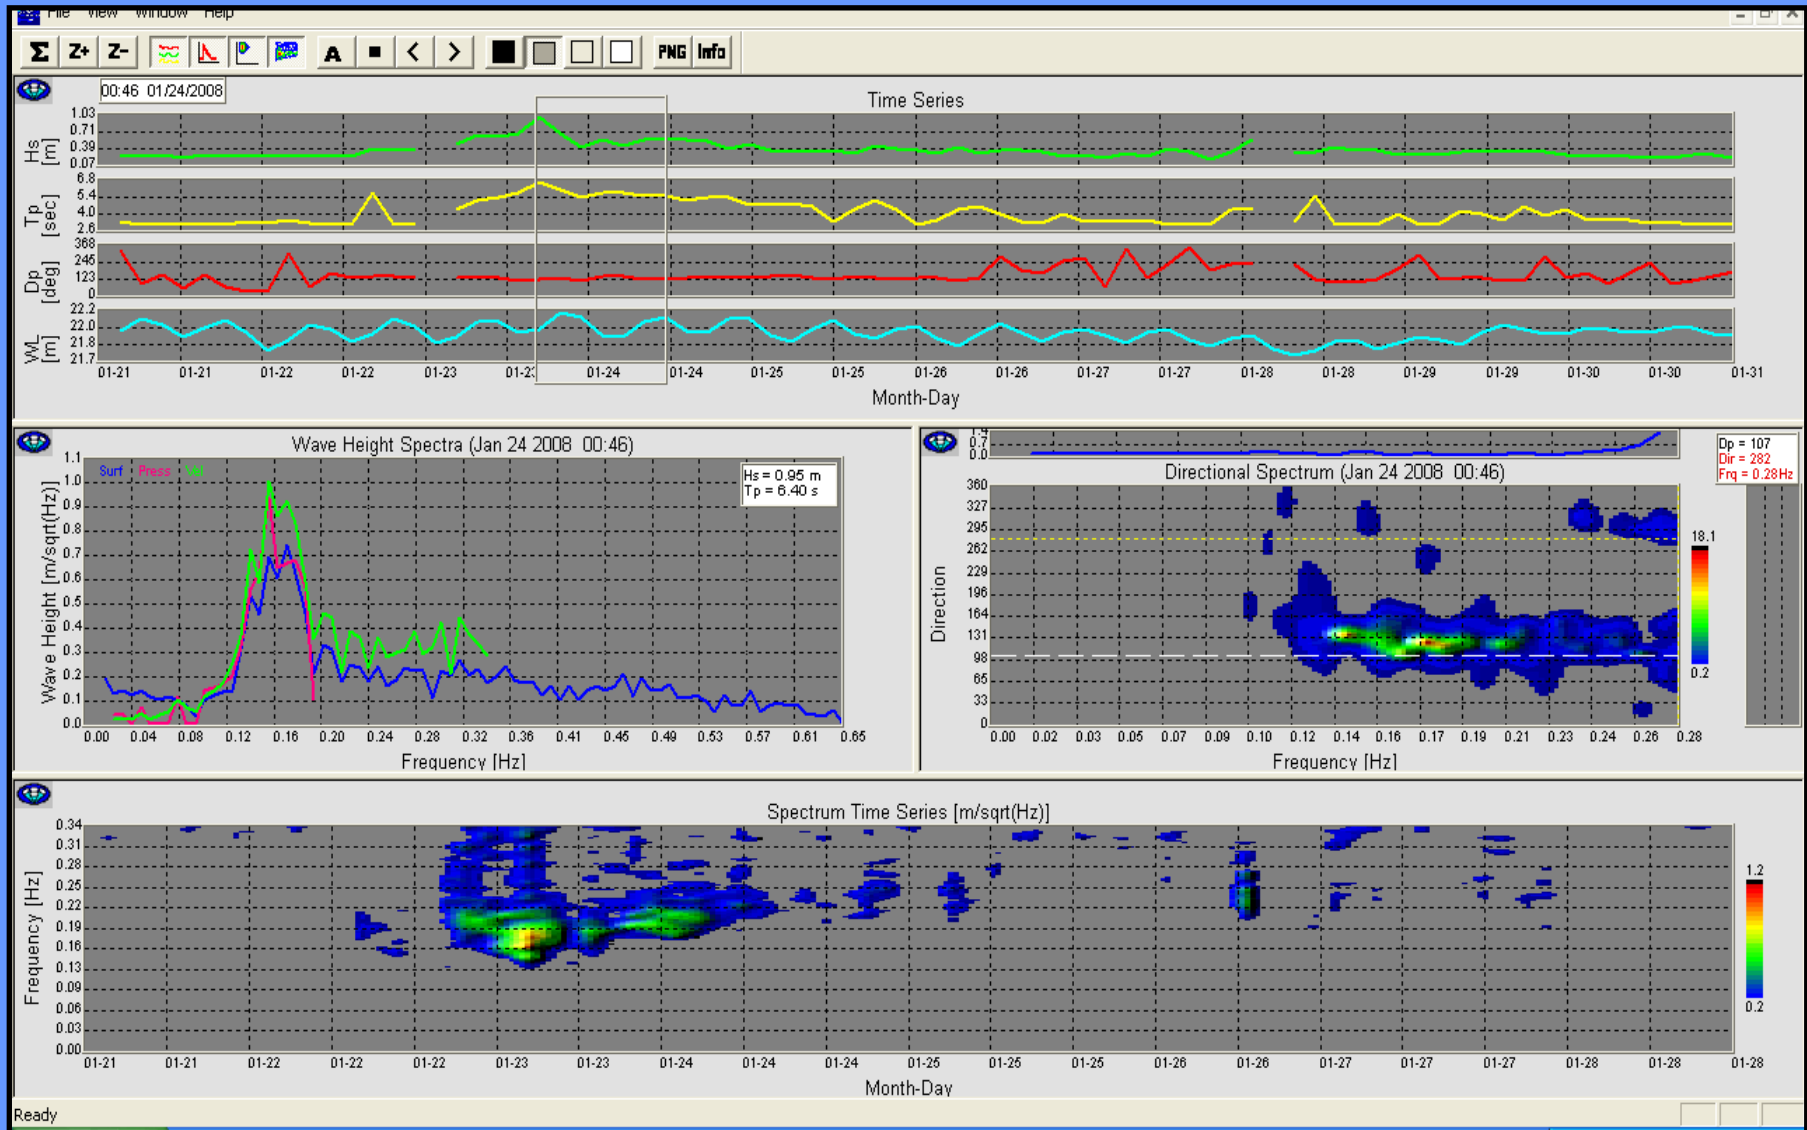 File View Window Help
Σ Z+ Z- A ■ < > PNG Info
00:46 01/24/2008
Time Series
Hs [m]
1.03
0.71
0.39
0.07
Tp [sec]
6.8
5.4
4.0
2.6
Dp [deg]
368
245
123
0
WL [m]
22.2
22.0
21.8
21.7
01-21 01-21 01-22 01-22 01-23 01-23 01-24 01-24 01-25 01-25 01-26 01-26 01-27 01-27 01-28 01-28 01-29 01-29 01-30 01-30 01-31
Month-Day
Wave Height Spectra (Jan 24 2008 00:46)
Surf Press Vel
Hs = 0.95 m
Tp = 6.40 s
Wave Height [m/sqrt(Hz)]
1.1
1.0
0.9
0.8
0.7
0.6
0.5
0.4
0.3
0.2
0.1
0.0
0.00 0.04 0.08 0.12 0.16 0.20 0.24 0.28 0.32 0.36 0.41 0.45 0.49 0.53 0.57 0.61 0.65
Frequency [Hz]
1.4
0.7
0.0
Dp = 107
Dir = 282
Frq = 0.28Hz
Directional Spectrum (Jan 24 2008 00:46)
Direction
360
327
295
262
229
196
164
131
98
65
33
0
18.1
0.2
0.00 0.02 0.03 0.05 0.07 0.09 0.10 0.12 0.14 0.16 0.17 0.19 0.21 0.23 0.24 0.26 0.28
Frequency [Hz]
Spectrum Time Series [m/sqrt(Hz)]
Frequency [Hz]
0.34
0.31
0.28
0.25
0.22
0.19
0.16
0.13
0.09
0.06
0.03
0.00
1.2
0.2
01-21 01-21 01-22 01-22 01-22 01-23 01-23 01-24 01-24 01-24 01-25 01-25 01-25 01-26 01-26 01-27 01-27 01-27 01-28 01-28 01-28
Month-Day
Ready